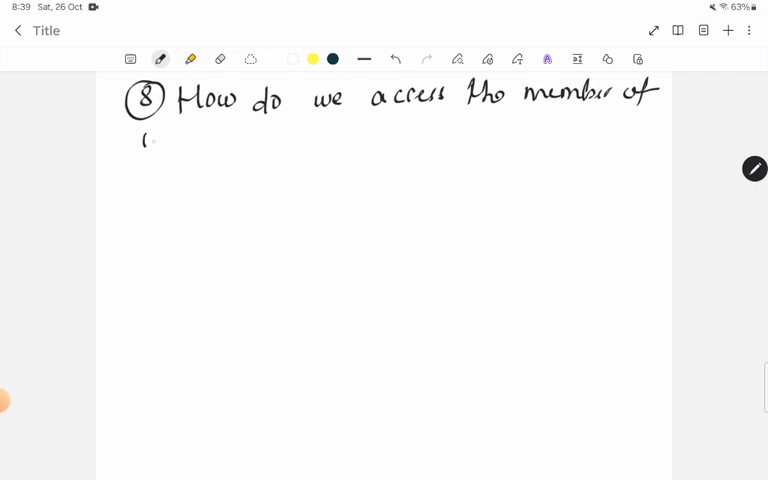 8:39 Sat, 26 Oct 63%
Title
8 How do we access the member of